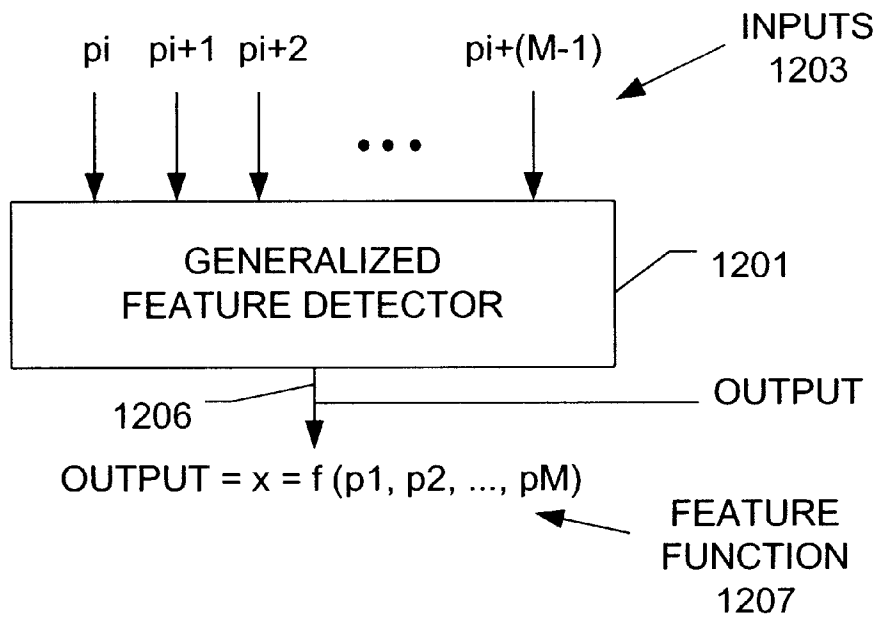 INPUTS
1203
pi pi+1 pi+2 ••• pi+(M-1)
GENERALIZED
FEATURE DETECTOR
1201
1206
OUTPUT
OUTPUT = x = f (p1, p2, ..., pM)
FEATURE
FUNCTION
1207